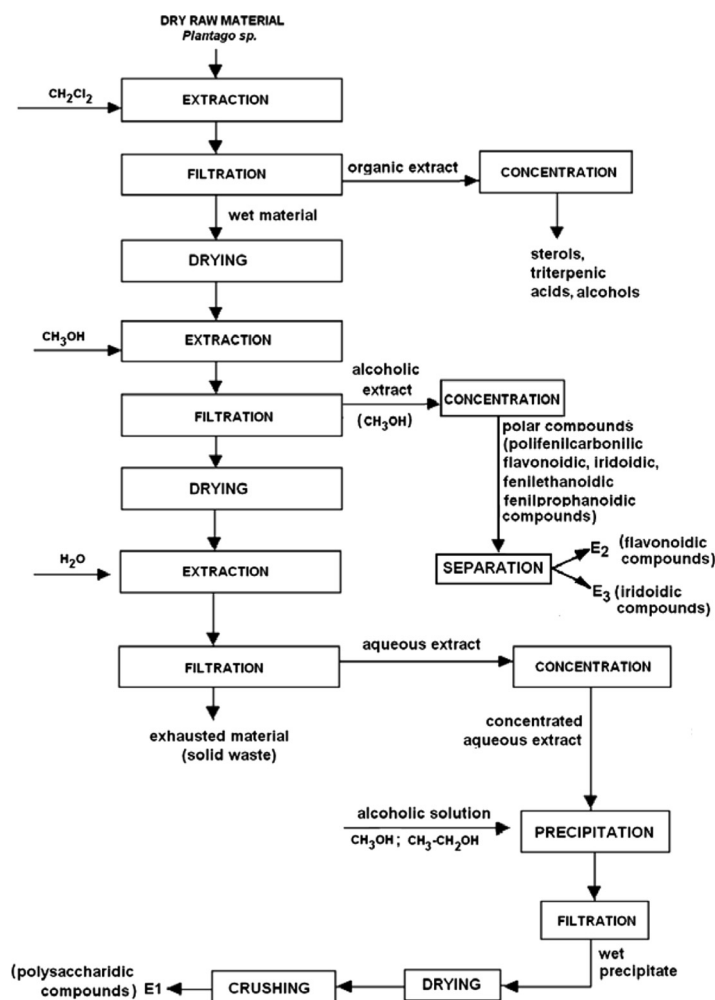 DRY RAW MATERIAL
Plantago sp.
CH₂Cl₂
EXTRACTION
FILTRATION
organic extract
CONCENTRATION
wet material
sterols,
triterpenic
acids, alcohols
DRYING
CH₃OH
EXTRACTION
alcoholic
extract
(CH₃OH)
CONCENTRATION
FILTRATION
polar compounds
(polifenilcarbonilic
flavonoidic, iridoidic,
fenilethanoidic
fenilprophanoidic
compounds)
DRYING
H₂O
EXTRACTION
SEPARATION
E₂ (flavonoidic
compounds)
E₃ (iridoidic
compounds)
FILTRATION
aqueous extract
CONCENTRATION
exhausted material
(solid waste)
concentrated
aqueous extract
alcoholic solution
CH₃OH ; CH₃-CH₂OH
PRECIPITATION
FILTRATION
wet
precipitate
DRYING
CRUSHING
(polysaccharidic
compounds) E1